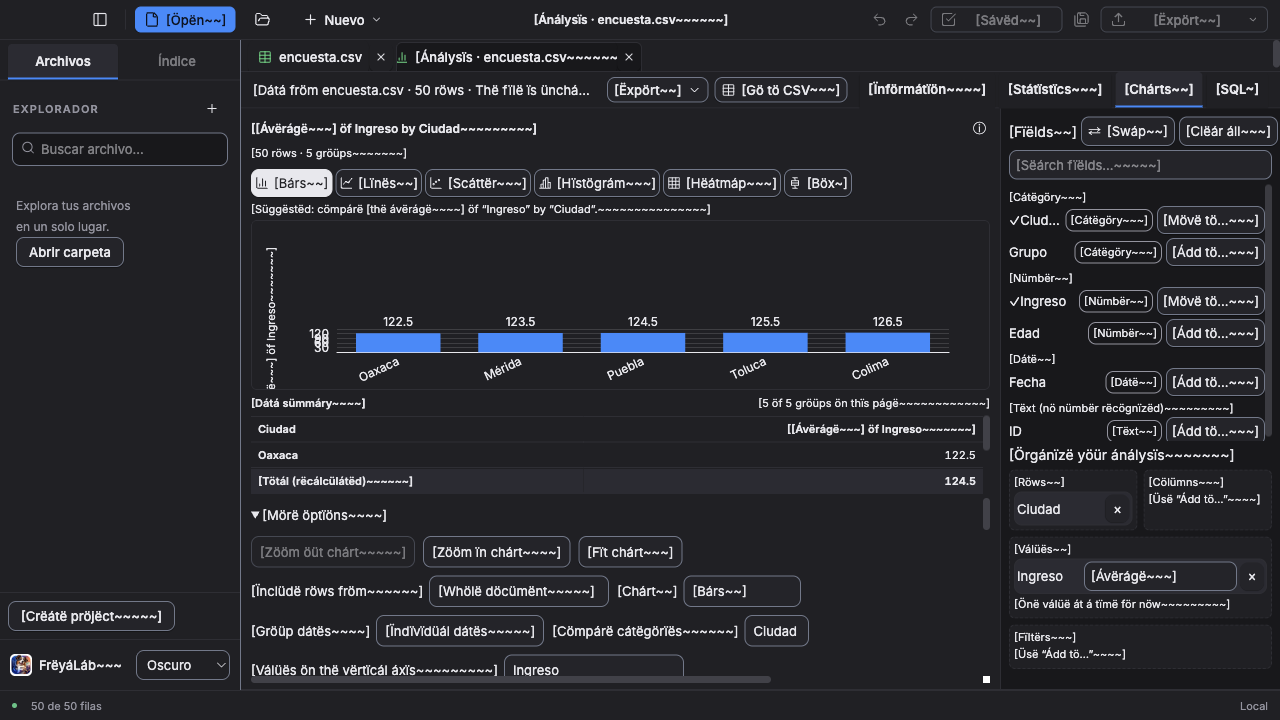 [Öpën~~]
Nuevo
[Ánálysïs · encuesta.csv~~~~~~]
[Sávëd~~]
[Ëxpört~~]
Archivos
Índice
encuesta.csv ×
[Ánálysïs · encuesta.csv~~~~~~ ×
EXPLORADOR +
Buscar archivo...
Explora tus archivos
en un solo lugar.
Abrir carpeta
[Crëátë pröjëct~~~~~]
FrëyáLáb~~~
Oscuro
[Dátá fröm encuesta.csv · 50 röws · Thë fïlë ïs ünchá...
[Ëxpört~~]
[Gö tö CSV~~~]
[Ïnförmátïön~~~~]
[Státïstïcs~~~]
[Chárts~~]
[SQL~]
[[Ávërágë~~~] öf Ingreso by Ciudad~~~~~~~~~]
[50 röws · 5 gröüps~~~~~~~]
[Bárs~~]
[Lïnës~~]
[Scáttër~~~]
[Hïstögrám~~~]
[Hëátmáp~~~]
[Böx~]
[Süggëstëd: cömpárë [thë ávërágë~~~~] öf “Ingreso” by “Ciudad”.~~~~~~~~~~~~~~~]
ë~~~] öf Ingreso~~~~~~~]
122.5 123.5 124.5 125.5 126.5
120
30
Oaxaca Mérida Puebla Toluca Colima
[Dátá sümmáry~~~~]
[5 öf 5 gröüps ön thïs págë~~~~~~~~~~~~]
Ciudad [[Ávërágë~~~] öf Ingreso~~~~~~~]
Oaxaca 122.5
[Tötál (rëcálcülátëd)~~~~~~] 124.5
[Mörë öptïöns~~~~]
[Zööm öüt chárt~~~~~]
[Zööm ïn chárt~~~~]
[Fït chárt~~~]
[Ïnclüdë röws fröm~~~~~~]
[Whölë döcümënt~~~~~]
[Chárt~~]
[Bárs~~]
[Gröüp dátës~~~~]
[Ïndïvïdüál dátës~~~~~]
[Cömpárë cátëgörïës~~~~~~]
Ciudad
[Válüës ön thë vërtïcál áxïs~~~~~~~~~]
Ingreso
[Fïëlds~~]
[Swáp~~]
[Clëár áll~~~]
[Sëárch fïëlds...~~~~~]
[Cátëgöry~~~]
✓Ciud... [Cátëgöry~~~] [Mövë tö...~~~]
Grupo [Cátëgöry~~~] [Ádd tö...~~~]
[Nümbër~~]
✓Ingreso [Nümbër~~] [Mövë tö...~~~]
Edad [Nümbër~~] [Ádd tö...~~~]
[Dátë~~]
Fecha [Dátë~~] [Ádd tö...~~~]
[Tëxt (nö nümbër rëcögnïzëd)~~~~~~~~~]
ID [Tëxt~~] [Ádd tö...~~~]
[Örgánïzë yöür ánálysïs~~~~~~~]
[Röws~~]
Ciudad ×
[Cölümns~~~]
[Üsë “Ádd tö...”~~~~]
[Válüës~~]
Ingreso [Ávërágë~~~] ×
[Önë válüë át á tïmë för nöw~~~~~~~~~]
[Fïltërs~~~]
[Üsë “Ádd tö...”~~~~]
50 de 50 filas
Local